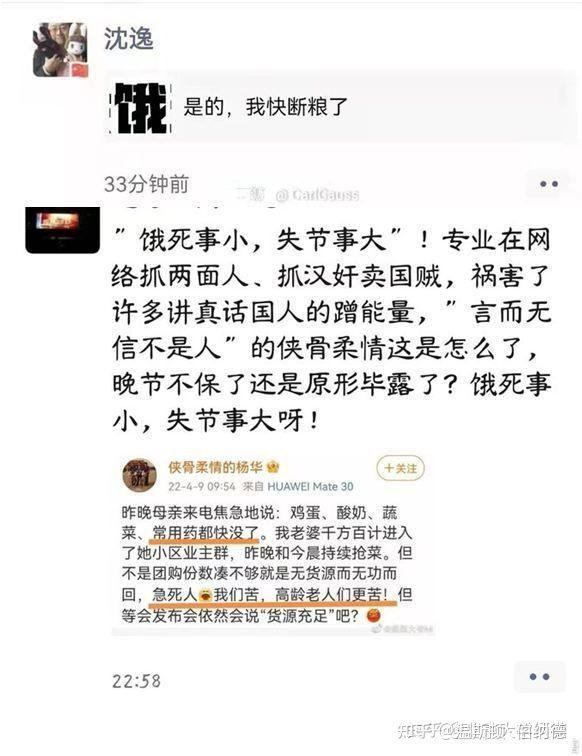 沈逸
饿 是的，我快断粮了
33分钟前
@ CarlGauss
”饿死事小，失节事大”！专业在网
络抓两面人、抓汉奸卖国贼，祸害了
许多讲真话国人的蹭能量，”言而无
信不是人”的侠骨柔情这是怎么了，
晚节不保了还是原形毕露了？饿死事
小，失节事大呀！
侠骨柔情的杨华
+关注
22-4-9 09:54 来自 HUAWEI Mate 30
昨晚母亲来电焦急地说：鸡蛋、酸奶、蔬
菜、常用药都快没了。我老婆千方百计进入
了她小区业主群，昨晚和今晨持续抢菜。但
不是团购份数凑不够就是无货源而无功而
回，急死人😭我们苦，高龄老人们更苦！但
等会发布会依然会说“货源充足”吧？😡
22:58
知乎 @温斯顿·伯纳德